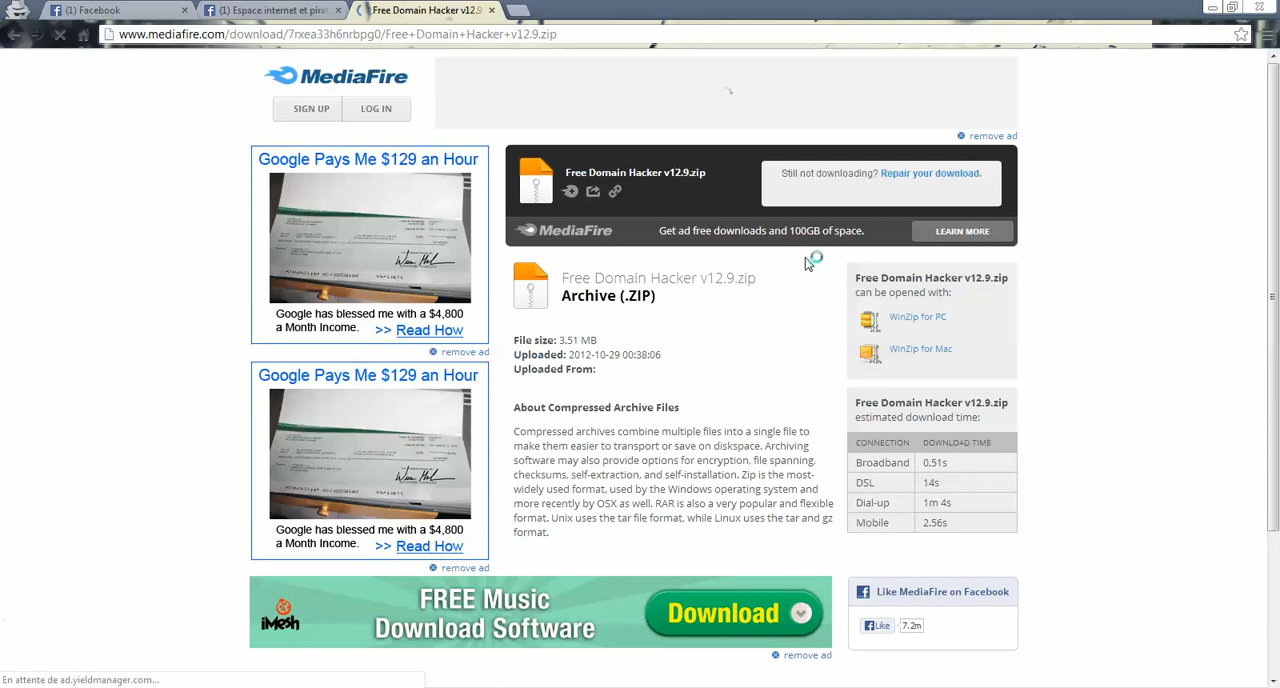 (1) Facebook
(1) Espace internet et pirat
Free Domain Hacker v12.9
www.mediafire.com/download/7rxea33h6nrbpg0/Free+Domain+Hacker+v12.9.zip
MediaFire
SIGN UP
LOG IN
remove ad
Google Pays Me $129 an Hour
Google has blessed me with a $4,800
a Month Income. >> Read How
remove ad
Google Pays Me $129 an Hour
Google has blessed me with a $4,800
a Month Income. >> Read How
remove ad
Free Domain Hacker v12.9.zip
Still not downloading? Repair your download.
MediaFire
Get ad free downloads and 100GB of space.
LEARN MORE
Free Domain Hacker v12.9.zip
Archive (.ZIP)
File size: 3.51 MB
Uploaded: 2012-10-29 00:38:06
Uploaded From:
About Compressed Archive Files
Compressed archives combine multiple files into a single file to
make them easier to transport or save on diskspace. Archiving
software may also provide options for encryption, file spanning,
checksums, self-extraction, and self-installation. Zip is the most-
widely used format, used by the Windows operating system and
more recently by OSX as well. RAR is also a very popular and flexible
format. Unix uses the tar file format, while Linux uses the tar and gz
format.
Free Domain Hacker v12.9.zip
can be opened with:
WinZip for PC
WinZip for Mac
Free Domain Hacker v12.9.zip
estimated download time:
CONNECTION DOWNLOAD TIME
Broadband 0.51s
DSL 14s
Dial-up 1m 4s
Mobile 2.56s
iMesh
FREE Music
Download Software
Download
remove ad
Like MediaFire on Facebook
Like 7.2m
En attente de ad.yieldmanager.com...